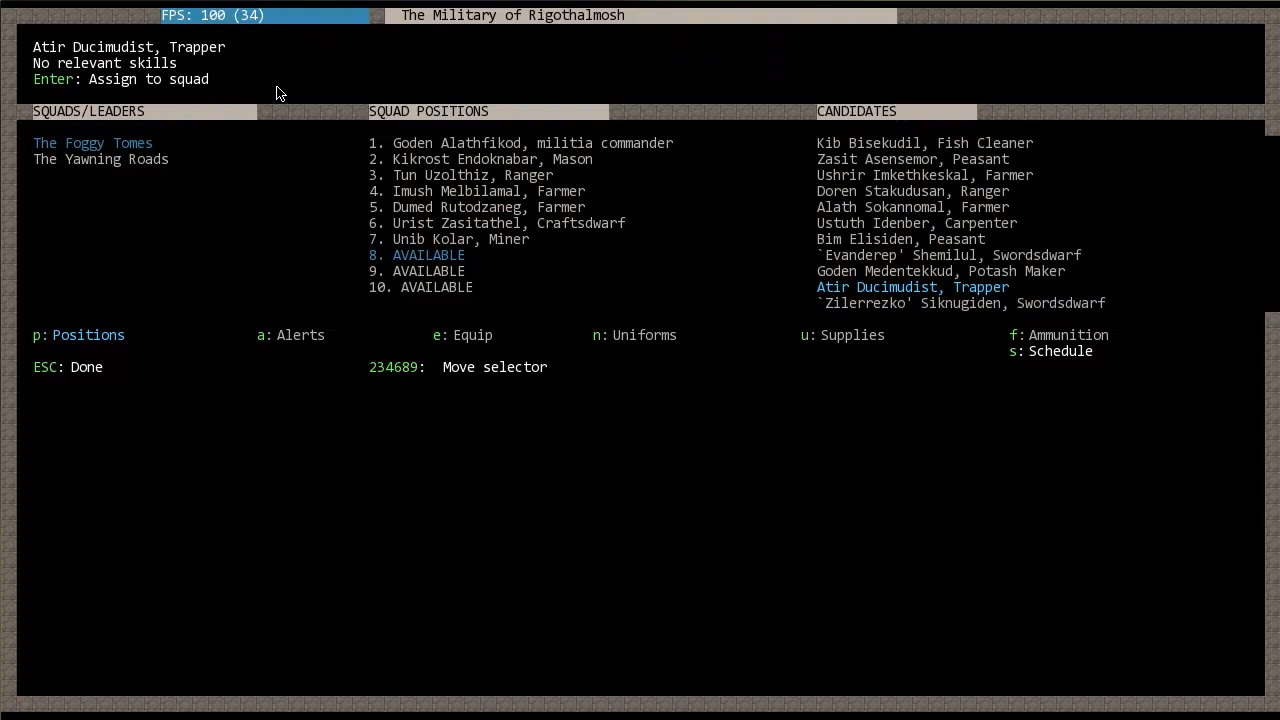 FPS: 100 (34) The Military of Rigothalmosh
Atir Ducimudist, Trapper
No relevant skills
Enter: Assign to squad
SQUADS/LEADERS SQUAD POSITIONS CANDIDATES
The Foggy Tomes 1. Goden Alathfikod, militia commander Kib Bisekudil, Fish Cleaner
The Yawning Roads 2. Kikrost Endoknabar, Mason Zasit Asensemor, Peasant
3. Tun Uzolthiz, Ranger Ushrir Imkethkeskal, Farmer
4. Imush Melbilamal, Farmer Doren Stakudusan, Ranger
5. Dumed Rutodzaneg, Farmer Alath Sokannomal, Farmer
6. Urist Zasitathel, Craftsdwarf Ustuth Idenber, Carpenter
7. Unib Kolar, Miner Bim Elisiden, Peasant
8. AVAILABLE `Evanderep' Shemilul, Swordsdwarf
9. AVAILABLE Goden Medentekkud, Potash Maker
10. AVAILABLE Atir Ducimudist, Trapper
`Zilerrezko' Siknugiden, Swordsdwarf
p: Positions a: Alerts e: Equip n: Uniforms u: Supplies f: Ammunition
s: Schedule
ESC: Done 234689: Move selector